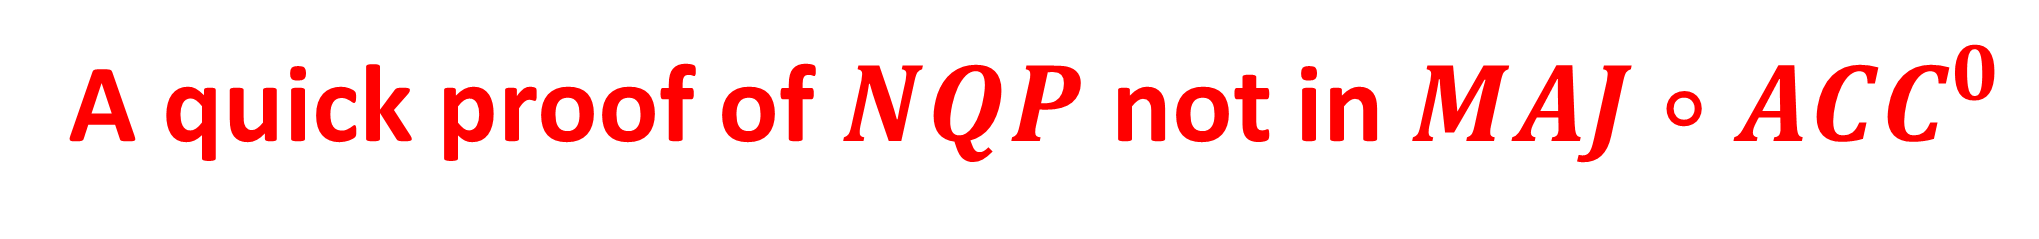 A quick proof of NQP not in MAJ ∘ ACC⁰